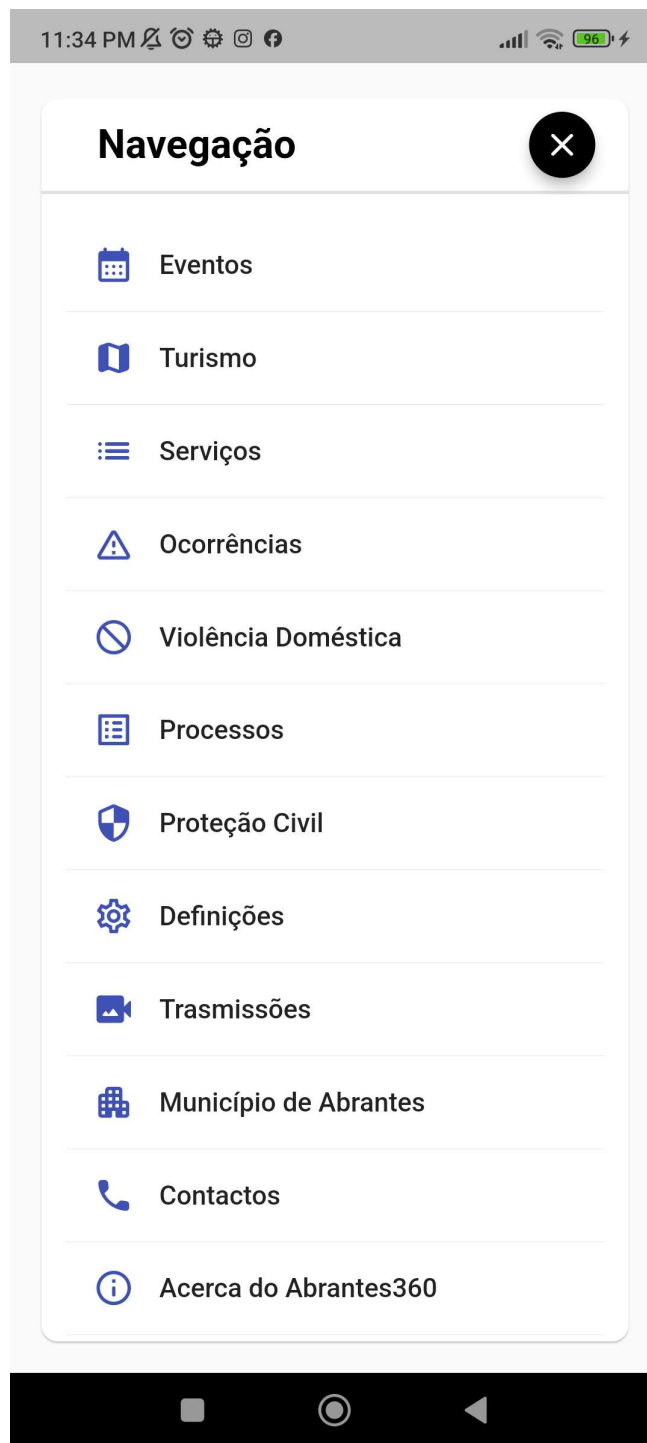 11:34 PM
96
Navegação
Eventos
Turismo
Serviços
Ocorrências
Violência Doméstica
Processos
Proteção Civil
Definições
Trasmissões
Município de Abrantes
Contactos
Acerca do Abrantes360